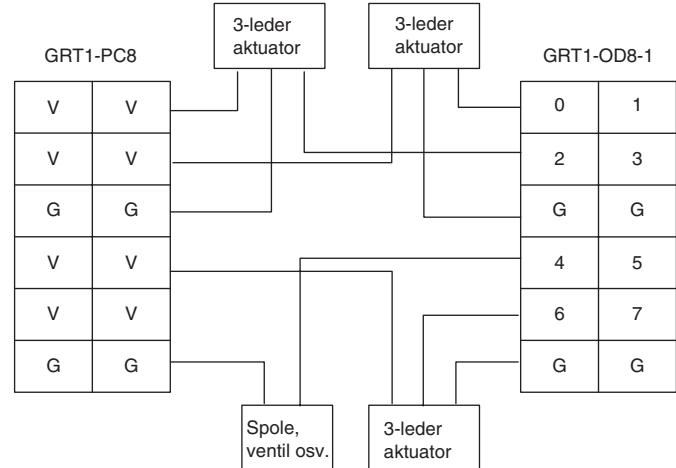 3-leder
aktuator
3-leder
aktuator
GRT1-PC8
GRT1-OD8-1
V V
V V
G G
V V
V V
G G
0 1
2 3
G G
4 5
6 7
G G
Spole,
ventil osv.
3-leder
aktuator